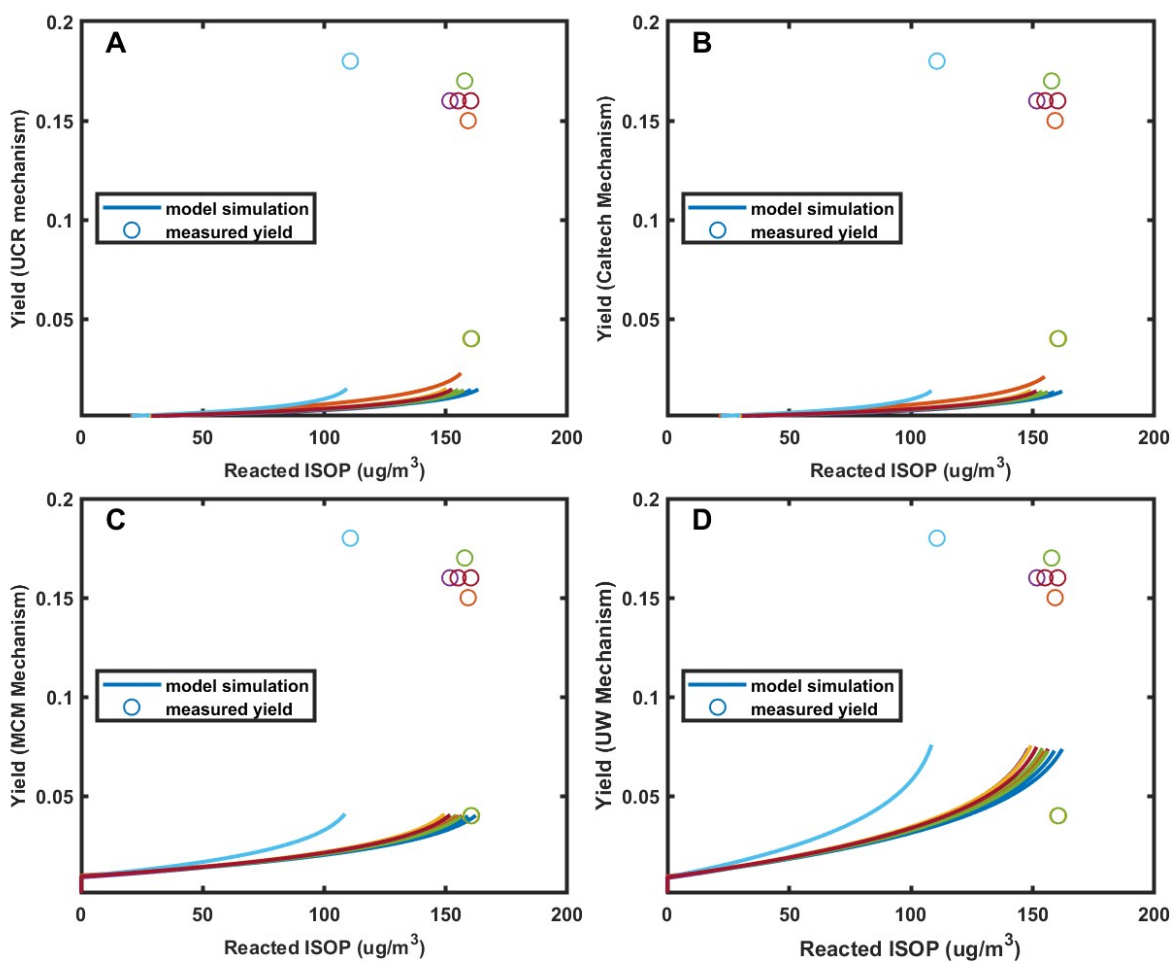 A
0.2
0.15
0.1
0.05
Yield (UCR mechanism)
model simulation
measured yield
0 50 100 150 200
Reacted ISOP (ug/m³)
B
0.2
0.15
0.1
0.05
Yield (Caltech Mechanism)
model simulation
measured yield
0 50 100 150 200
Reacted ISOP (ug/m³)
C
0.2
0.15
0.1
0.05
Yield (MCM Mechanism)
model simulation
measured yield
0 50 100 150 200
Reacted ISOP (ug/m³)
D
0.2
0.15
0.1
0.05
Yield (UW Mechanism)
model simulation
measured yield
0 50 100 150 200
Reacted ISOP (ug/m³)